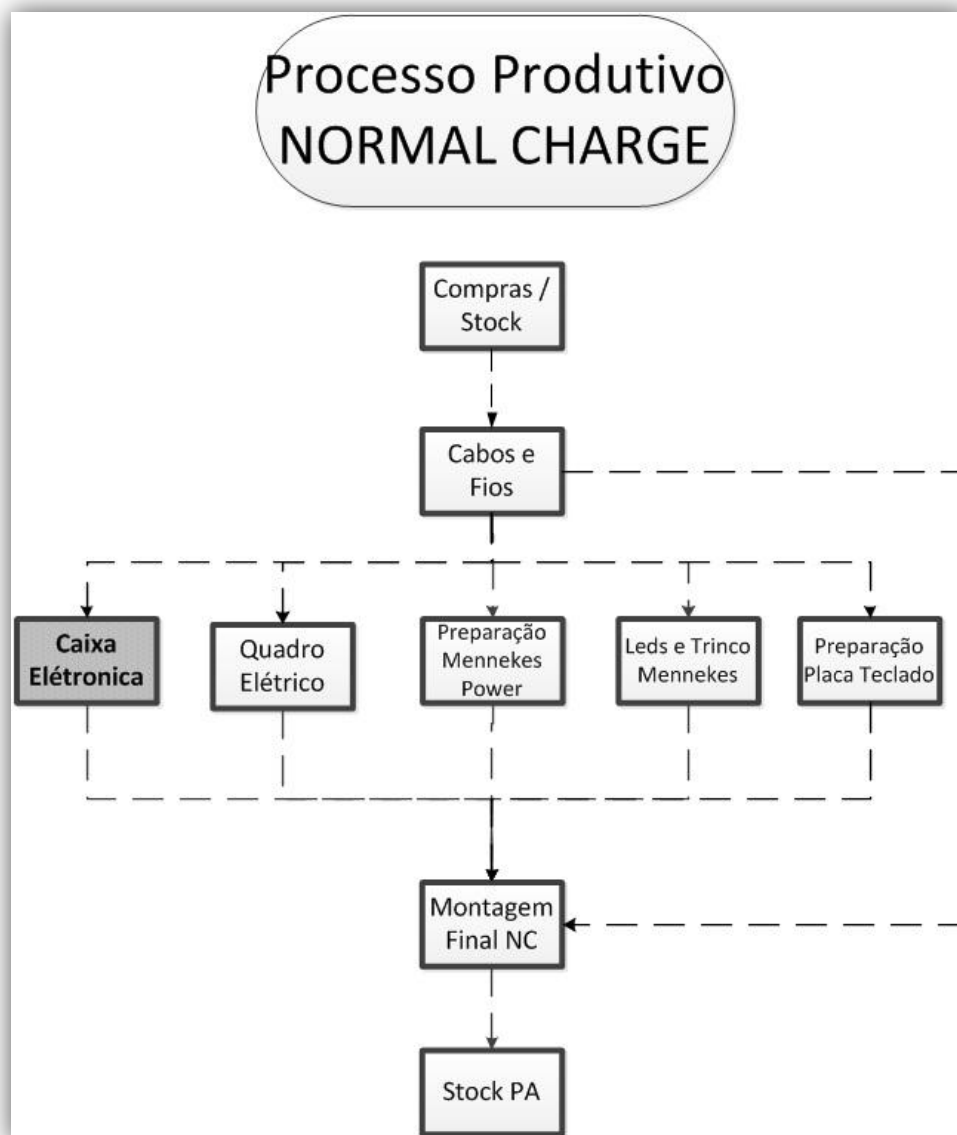 Processo Produtivo
NORMAL CHARGE
Compras /
Stock
Cabos e
Fios
Caixa
Elétronica
Quadro
Elétrico
Preparação
Mennekes
Power
Leds e Trinco
Mennekes
Preparação
Placa Teclado
Montagem
Final NC
Stock PA